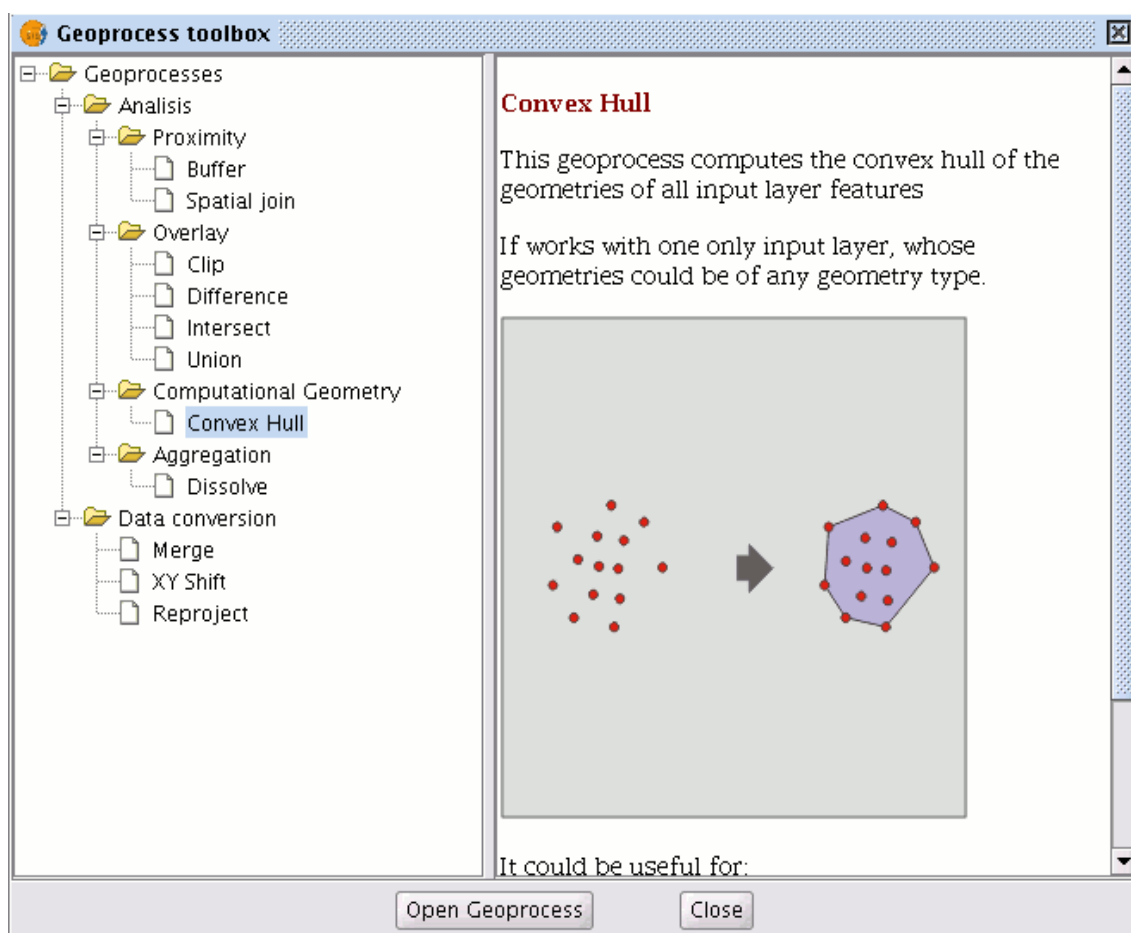 Geoprocess toolbox
Geoprocesses
Analisis
Proximity
Buffer
Spatial join
Overlay
Clip
Difference
Intersect
Union
Computational Geometry
Convex Hull
Aggregation
Dissolve
Data conversion
Merge
XY Shift
Reproject
Convex Hull
This geoprocess computes the convex hull of the
geometries of all input layer features
If works with one only input layer, whose
geometries could be of any geometry type.
It could be useful for:
Open Geoprocess
Close